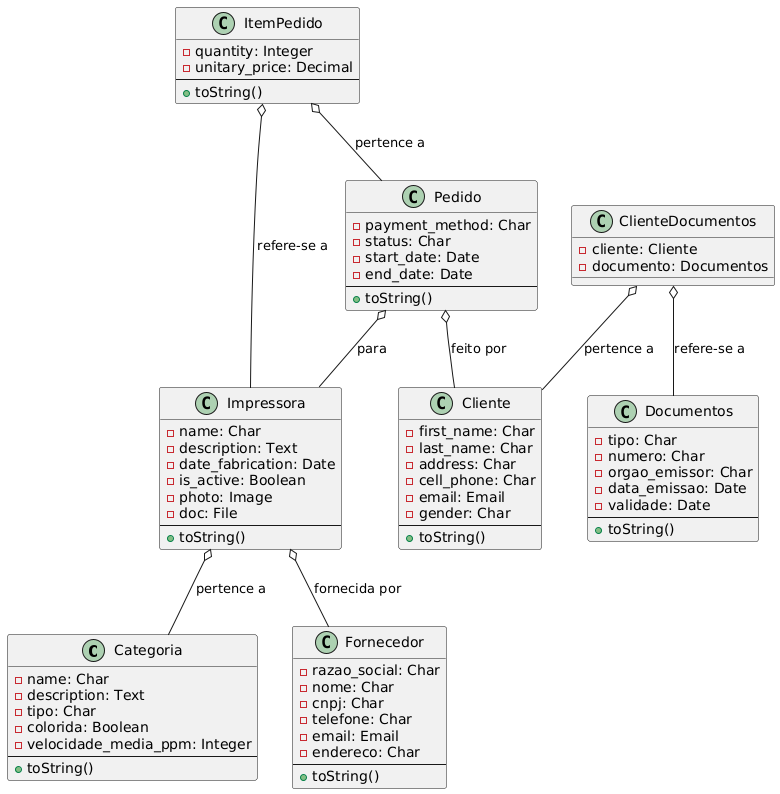 C ItemPedido
quantity: Integer
unitary_price: Decimal
toString()
pertence a
refere-se a
C Pedido
payment_method: Char
status: Char
start_date: Date
end_date: Date
toString()
C ClienteDocumentos
cliente: Cliente
documento: Documentos
para
feito por
pertence a
refere-se a
C Impressora
name: Char
description: Text
date_fabrication: Date
is_active: Boolean
photo: Image
doc: File
toString()
C Cliente
first_name: Char
last_name: Char
address: Char
cell_phone: Char
email: Email
gender: Char
toString()
C Documentos
tipo: Char
numero: Char
orgao_emissor: Char
data_emissao: Date
validade: Date
toString()
pertence a
fornecida por
C Categoria
name: Char
description: Text
tipo: Char
colorida: Boolean
velocidade_media_ppm: Integer
toString()
C Fornecedor
razao_social: Char
nome: Char
cnpj: Char
telefone: Char
email: Email
endereco: Char
toString()